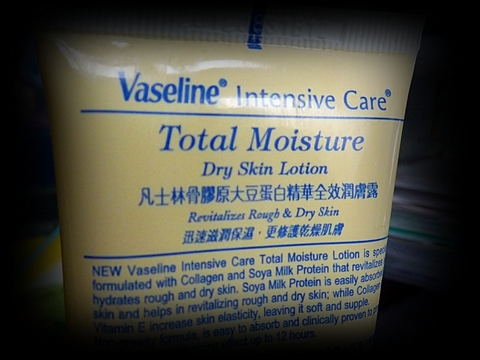 Vaseline® Intensive Care®
Total Moisture
Dry Skin Lotion
凡士林骨膠原大豆蛋白精華全效潤膚露
Revitalizes Rough & Dry Skin
迅速滋潤保濕，更修護乾燥肌膚
NEW Vaseline Intensive Care Total Moisture Lotion is
formulated with Collagen and Soya Milk Protein that revitalizes
hydrates rough and dry skin. Soya Milk Protein is easily
skin and helps in revitalizing rough and dry skin; while Collagen
Vitamin E increase skin elasticity, leaving it soft and supple.
formula, is easy to absorb and clinically proven to
up to 12 hours.